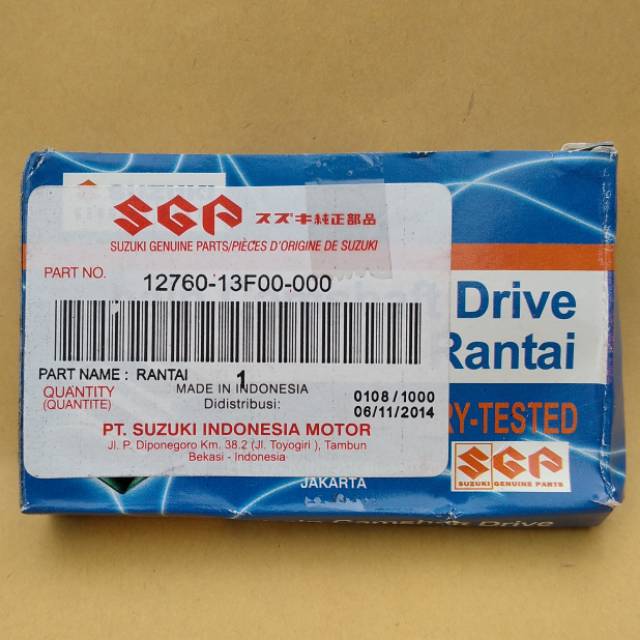 SGP スズキ純正部品
SUZUKI GENUINE PARTS/PIÈCES D'ORIGINE DE SUZUKI
PART NO. 12760-13F00-000
Drive
Rantai
PART NAME : RANTAI
QUANTITY 1
(QUANTITE)
MADE IN INDONESIA
Didistribusi:
0108 / 1000
06/11/2014
PT. SUZUKI INDONESIA MOTOR
Jl. P. Diponegoro Km. 38.2 (Jl. Toyogiri ), Tambun
Bekasi - Indonesia
RY-TESTED
SGP
SUZUKI GENUINE PARTS
JAKARTA
Camshaft Drive